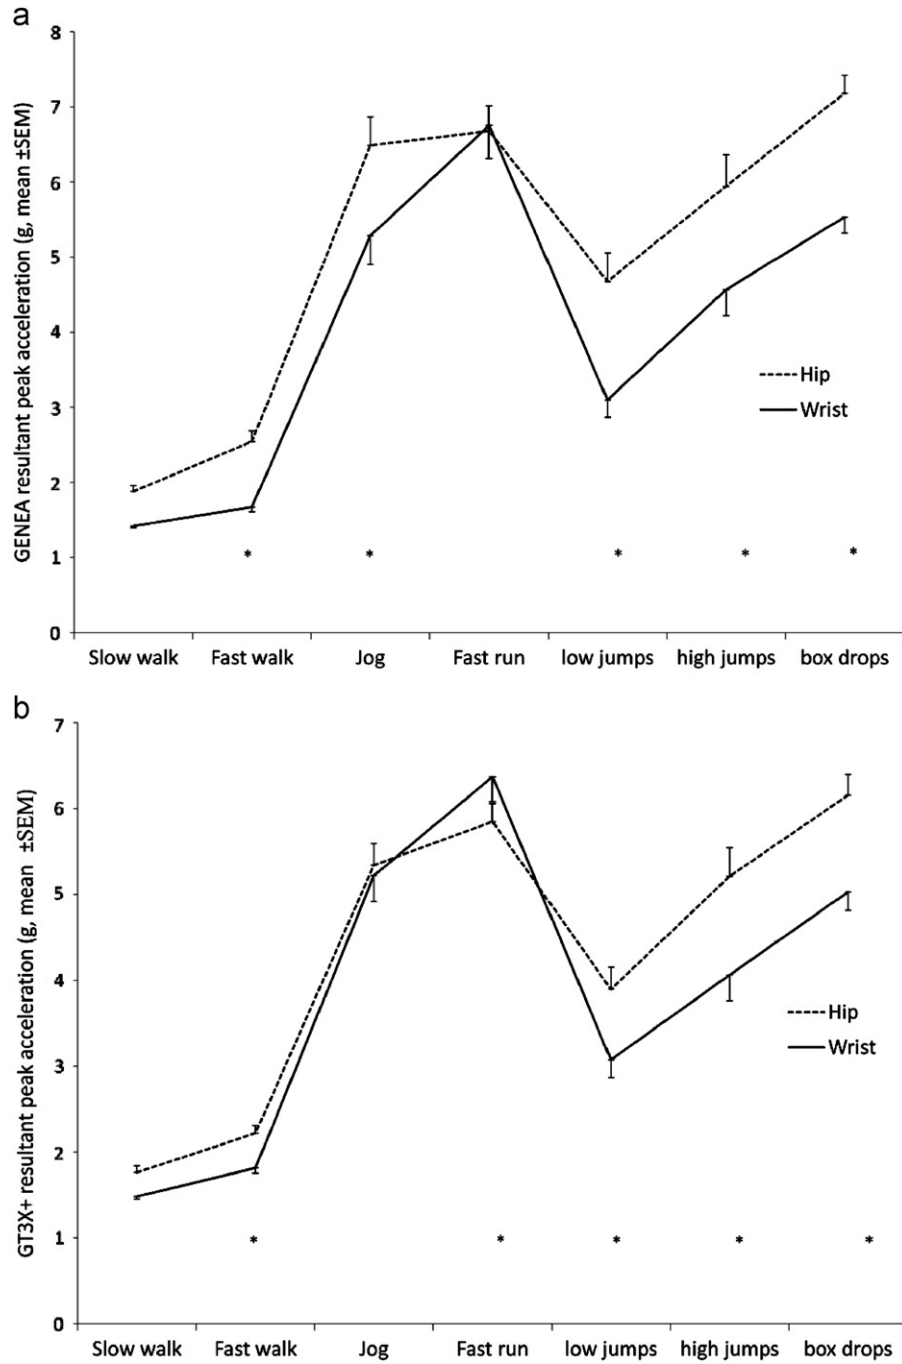 a
GENEA resultant peak acceleration (g, mean ±SEM)
8
7
6
5
4
3
2
1
0
Hip
Wrist
* * * * *
Slow walk Fast walk Jog Fast run low jumps high jumps box drops
b
GT3X+ resultant peak acceleration (g, mean ±SEM)
7
6
5
4
3
2
1
0
Hip
Wrist
* * * * *
Slow walk Fast walk Jog Fast run low jumps high jumps box drops